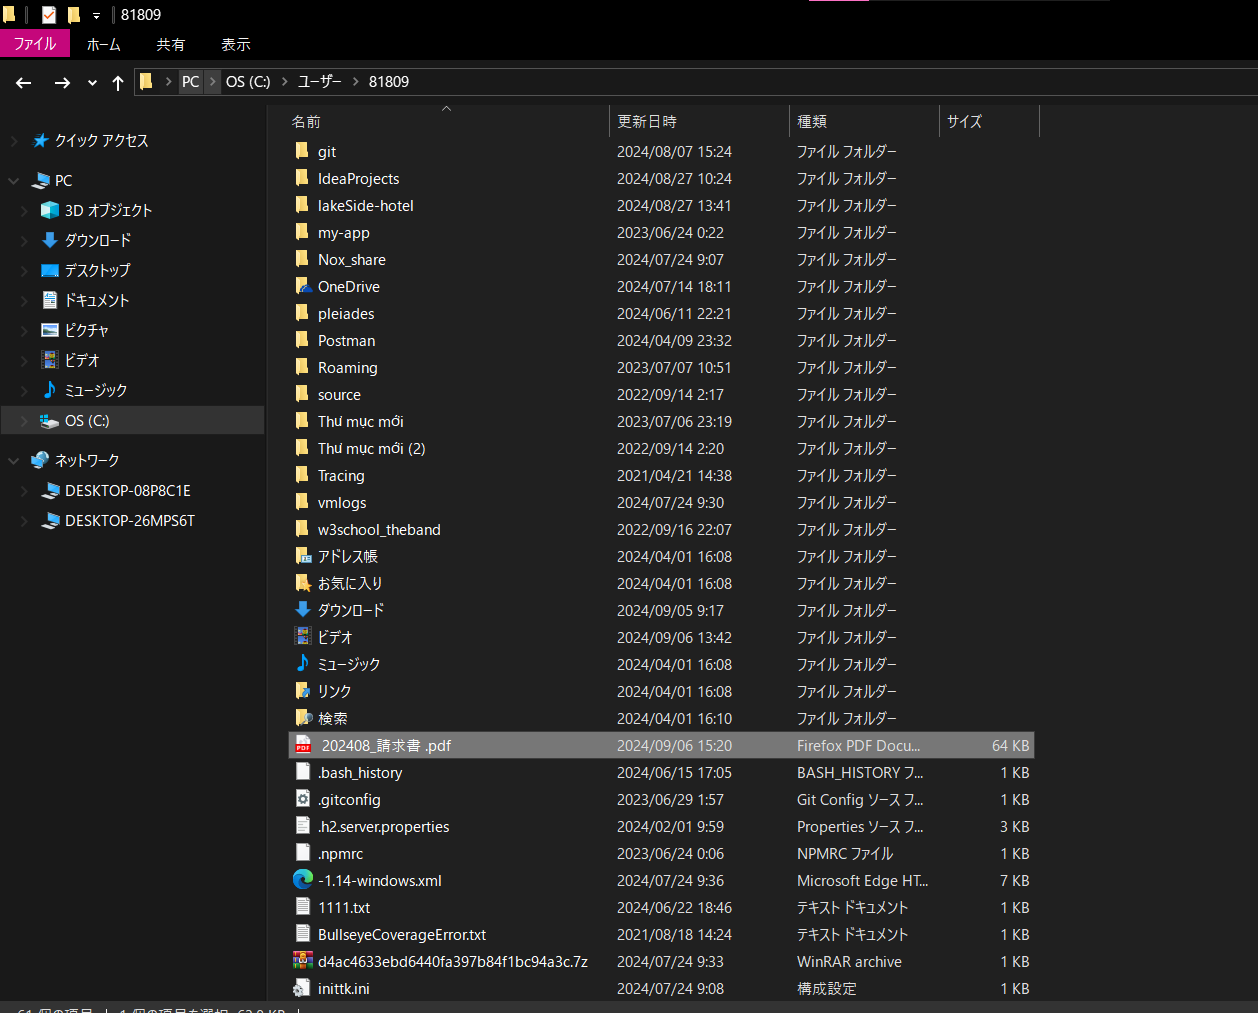 81809
ファイル ホーム 共有 表示
PC OS (C:) ユーザー 81809
名前 更新日時 種類 サイズ
クイック アクセス
PC
3D オブジェクト
ダウンロード
デスクトップ
ドキュメント
ピクチャ
ビデオ
ミュージック
OS (C:)
ネットワーク
DESKTOP-08P8C1E
DESKTOP-26MPS6T
git 2024/08/07 15:24 ファイル フォルダー
IdeaProjects 2024/08/27 10:24 ファイル フォルダー
lakeSide-hotel 2024/08/27 13:41 ファイル フォルダー
my-app 2023/06/24 0:22 ファイル フォルダー
Nox_share 2024/07/24 9:07 ファイル フォルダー
OneDrive 2024/07/14 18:11 ファイル フォルダー
pleiades 2024/06/11 22:21 ファイル フォルダー
Postman 2024/04/09 23:32 ファイル フォルダー
Roaming 2023/07/07 10:51 ファイル フォルダー
source 2022/09/14 2:17 ファイル フォルダー
Thư mục mới 2023/07/06 23:19 ファイル フォルダー
Thư mục mới (2) 2022/09/14 2:20 ファイル フォルダー
Tracing 2021/04/21 14:38 ファイル フォルダー
vmlogs 2024/07/24 9:30 ファイル フォルダー
w3school_theband 2022/09/16 22:07 ファイル フォルダー
アドレス帳 2024/04/01 16:08 ファイル フォルダー
お気に入り 2024/04/01 16:08 ファイル フォルダー
ダウンロード 2024/09/05 9:17 ファイル フォルダー
ビデオ 2024/09/06 13:42 ファイル フォルダー
ミュージック 2024/04/01 16:08 ファイル フォルダー
リンク 2024/04/01 16:08 ファイル フォルダー
検索 2024/04/01 16:10 ファイル フォルダー
202408_請求書 .pdf 2024/09/06 15:20 Firefox PDF Docu... 64 KB
.bash_history 2024/06/15 17:05 BASH_HISTORY フ... 1 KB
.gitconfig 2023/06/29 1:57 Git Config ソース フ... 1 KB
.h2.server.properties 2024/02/01 9:59 Properties ソース フ... 3 KB
.npmrc 2023/06/24 0:06 NPMRC ファイル 1 KB
-1.14-windows.xml 2024/07/24 9:36 Microsoft Edge HT... 7 KB
1111.txt 2024/06/22 18:46 テキスト ドキュメント 1 KB
BullseyeCoverageError.txt 2021/08/18 14:24 テキスト ドキュメント 1 KB
d4ac4633ebd6440fa397b84f1bc94a3c.7z 2024/07/24 9:33 WinRAR archive 1 KB
inittk.ini 2024/07/24 9:08 構成設定 1 KB